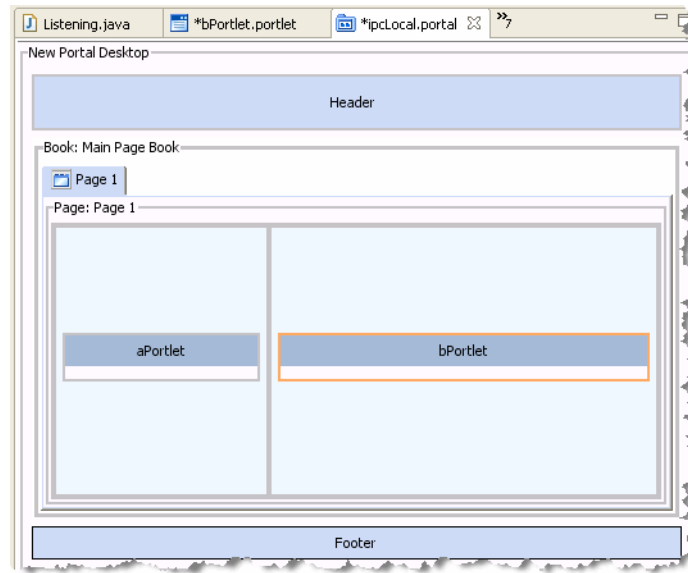 Listening.java
*bPortlet.portlet
*ipcLocal.portal
»7
New Portal Desktop
Header
Book: Main Page Book
Page 1
Page: Page 1
aPortlet
bPortlet
Footer